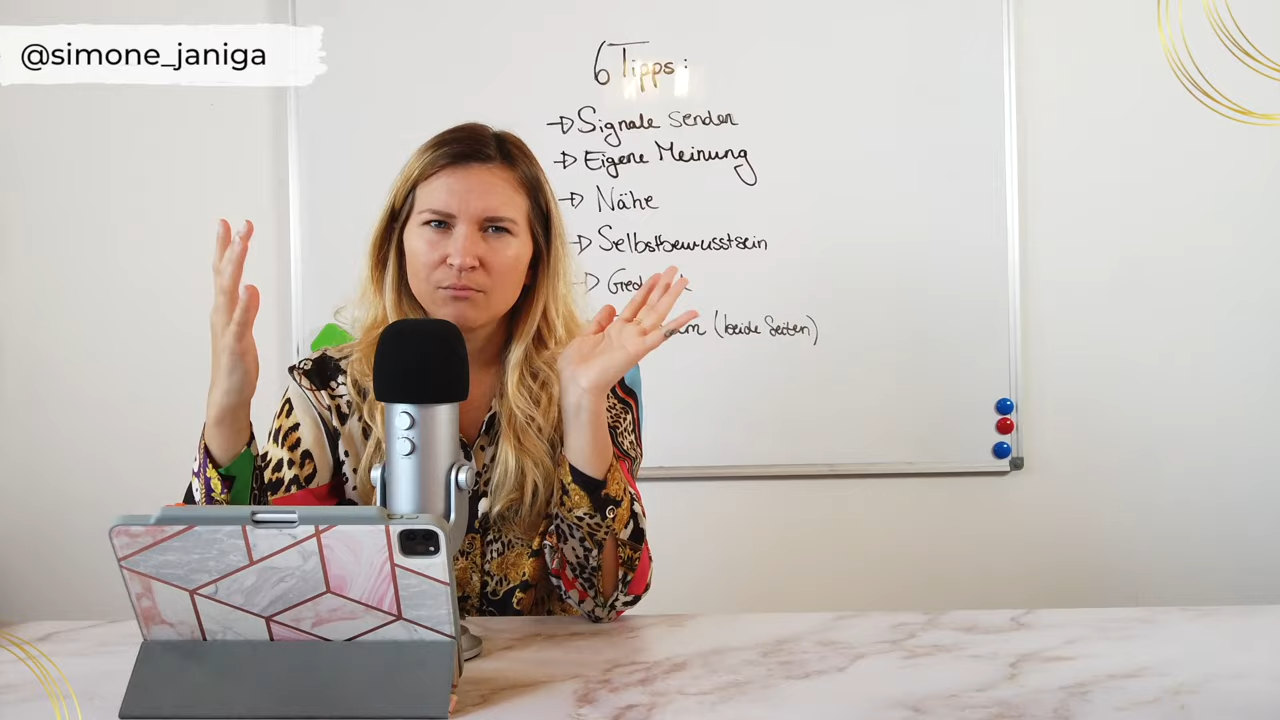 @simone_janiga
6 Tipps:
→ Signale senden
→ Eigene Meinung
→ Nähe
→ Selbstbewusstsein
(beide Seiten)